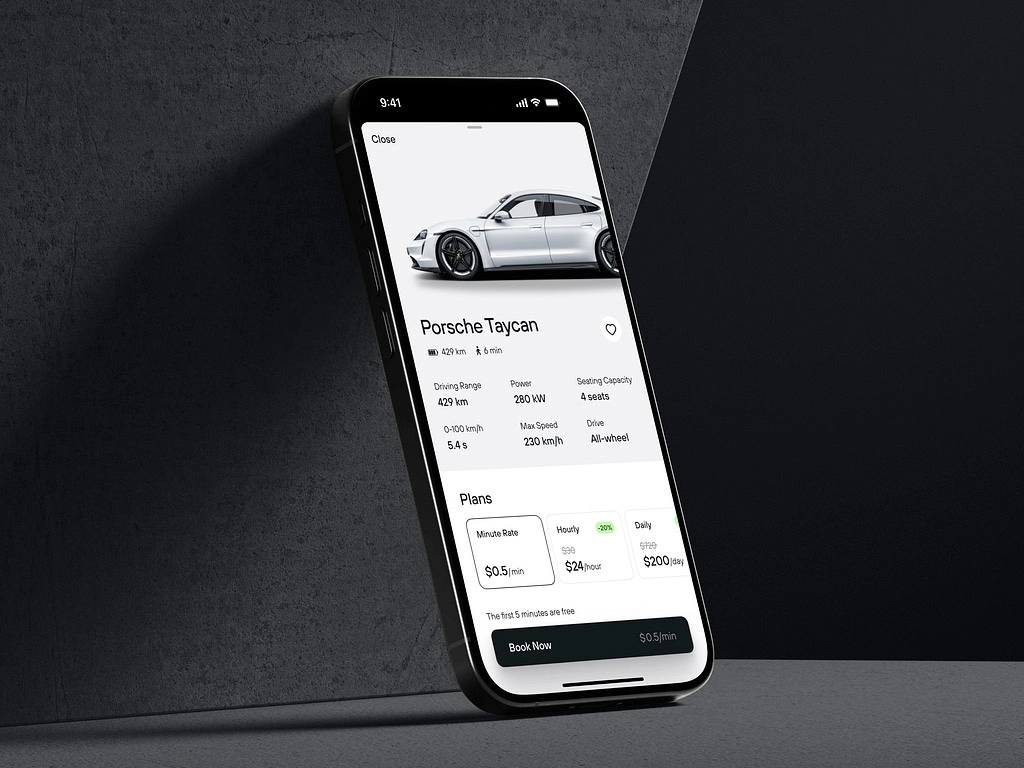 9:41
Close
Porsche Taycan
429 km 6 min
Driving Range Power Seating Capacity
429 km 280 kW 4 seats
0-100 km/h Max Speed Drive
5.4 s 230 km/h All-wheel
Plans
Minute Rate Hourly -20% Daily
$30 $720
$0.5/min $24/hour $200/day
The first 5 minutes are free
Book Now $0.5/min